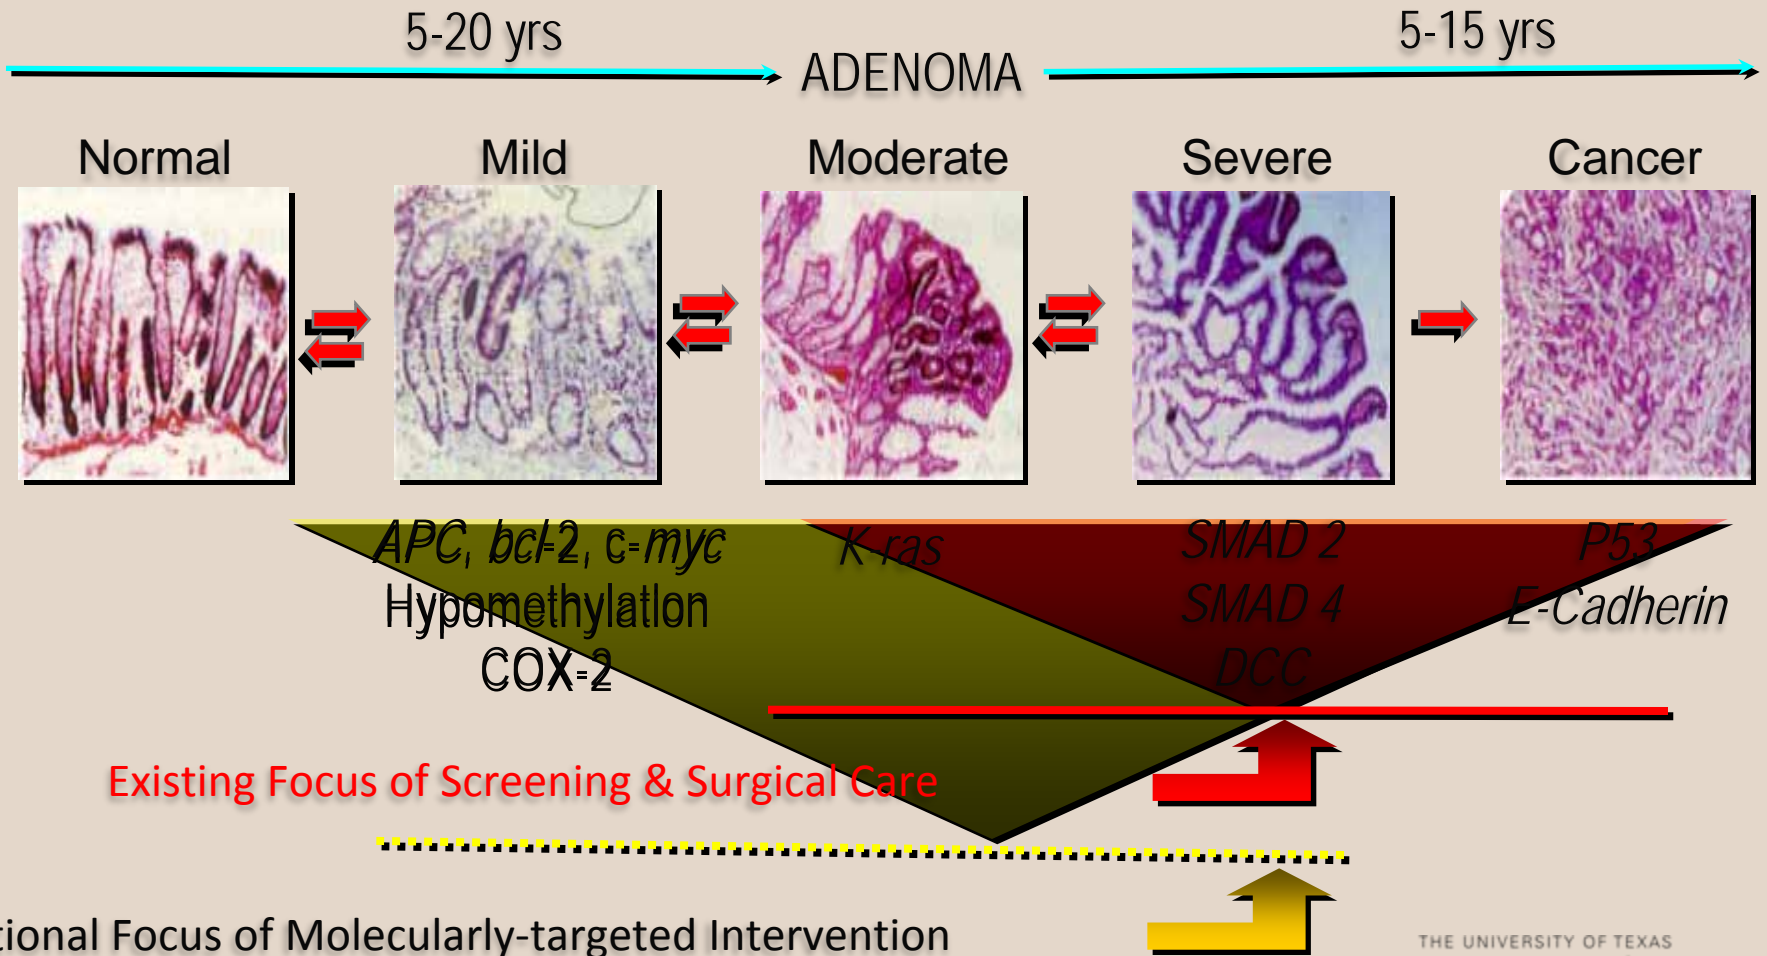 5-20 yrs
5-15 yrs
ADENOMA
Normal
Mild
Moderate
Severe
Cancer
APC, bcl-2, c-myc
K-ras
SMAD 2
P53
Hypomethylation
SMAD 4
E-Cadherin
COX-2
DCC
Existing Focus of Screening & Surgical Care
tional Focus of Molecularly-targeted Intervention
THE UNIVERSITY OF TEXAS